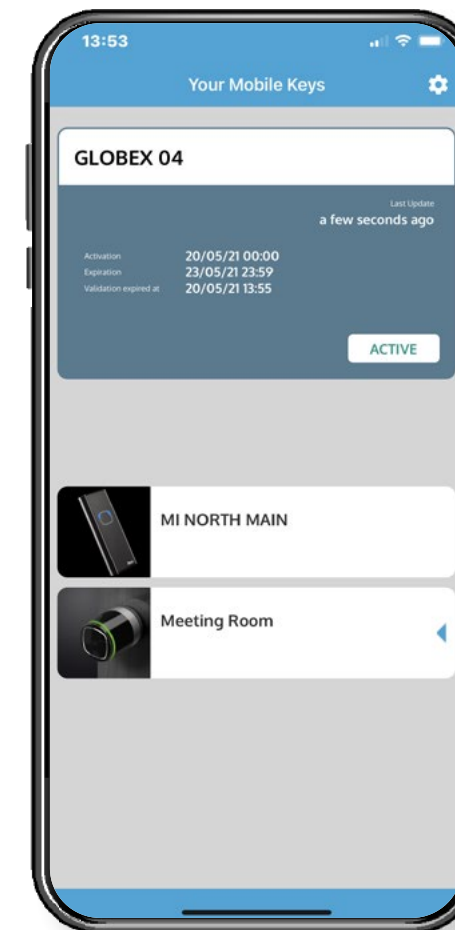 13:53
Your Mobile Keys
GLOBEX 04
Last Update
a few seconds ago
Activation 20/05/21 00:00
Expiration 23/05/21 23:59
Validation expired at 20/05/21 13:55
ACTIVE
MI NORTH MAIN
Meeting Room